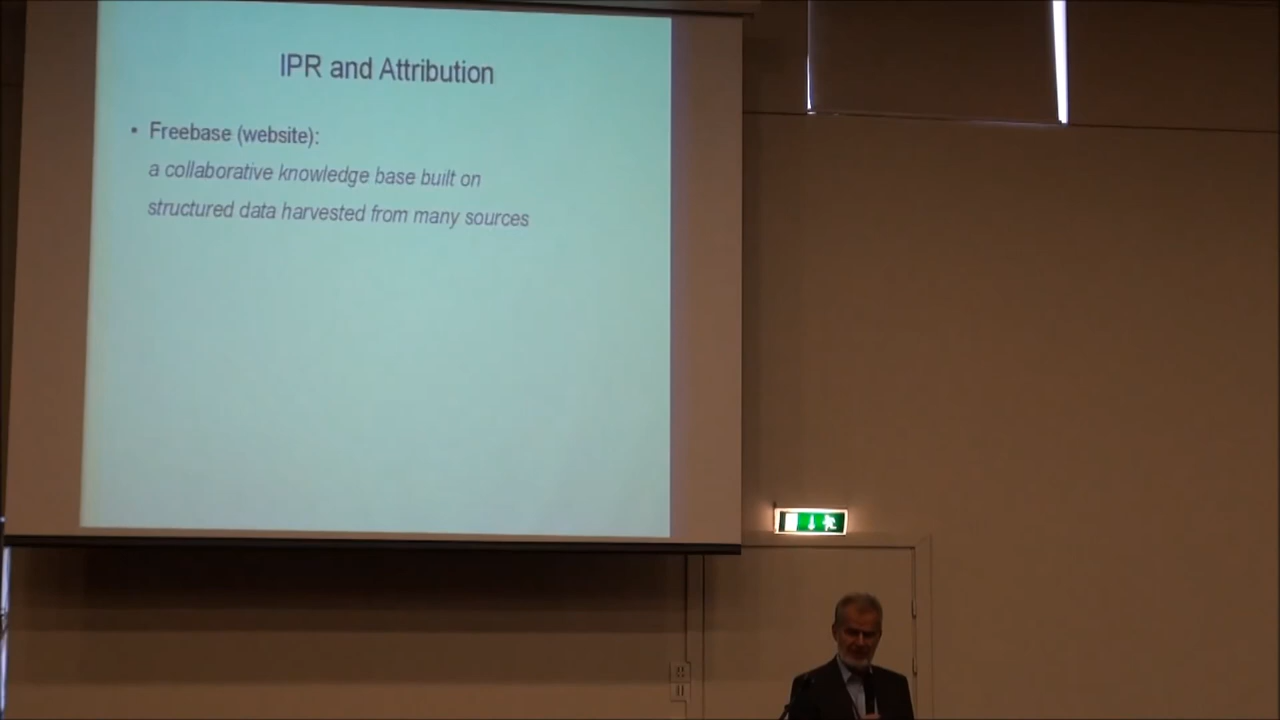 IPR and Attribution
• Freebase (website):
a collaborative knowledge base built on
structured data harvested from many sources